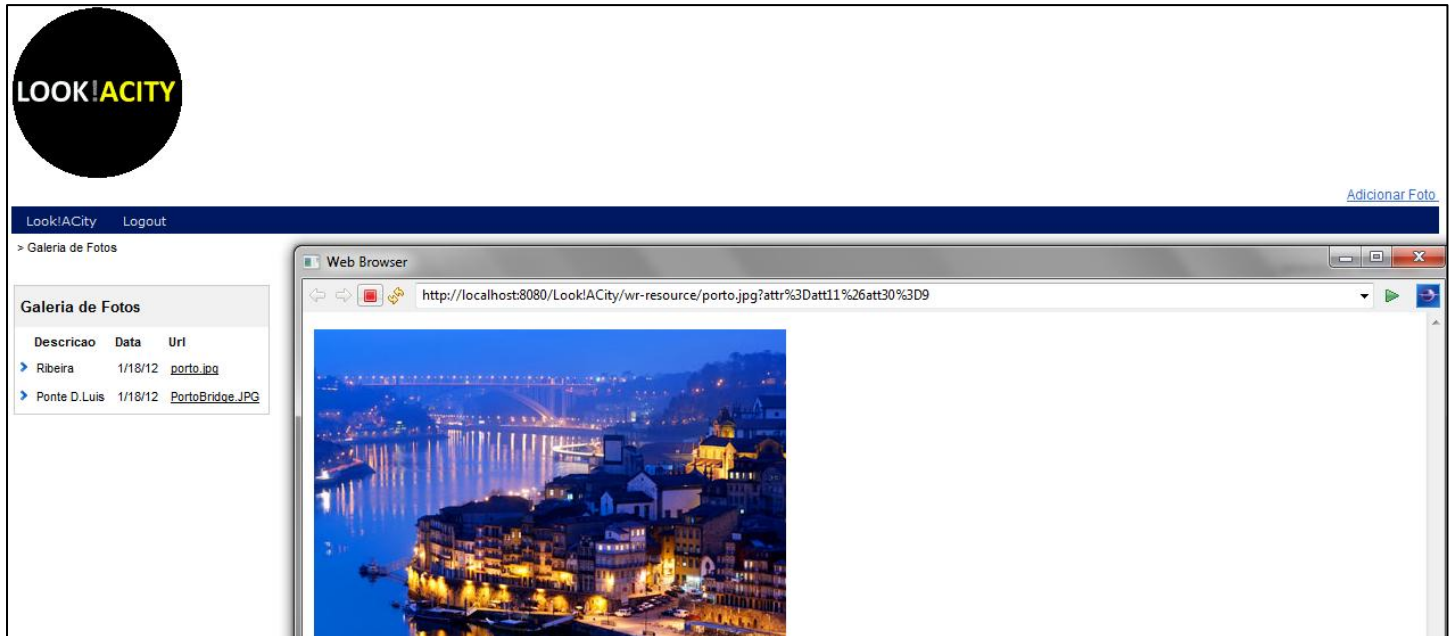 LOOK!ACITY
Adicionar Foto
Look!ACity Logout
> Galeria de Fotos
Web Browser
http://localhost:8080/Look!ACity/wr-resource/porto.jpg?attr%3Datt11%26att30%3D9
Galeria de Fotos
Descricao Data Url
Ribeira 1/18/12 porto.jpg
Ponte D.Luis 1/18/12 PortoBridge.JPG